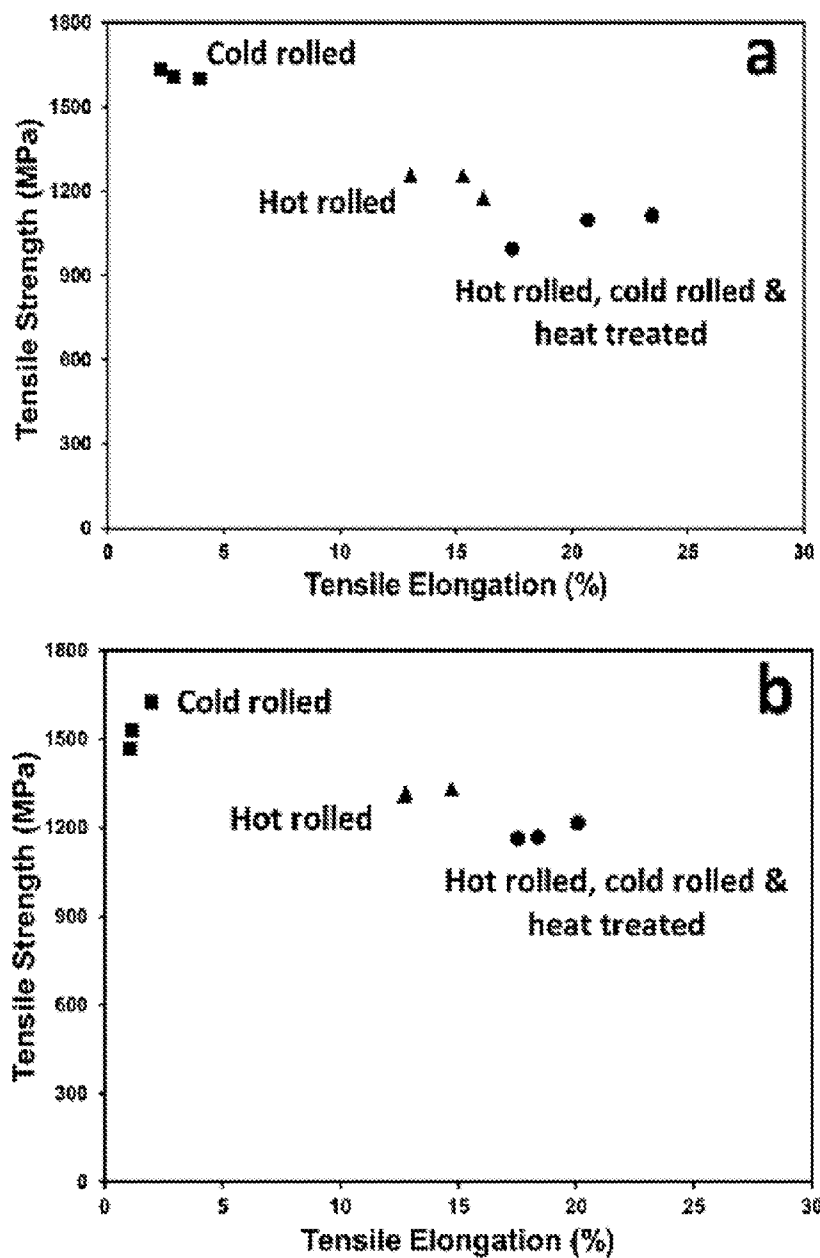 1800
Cold rolled
a
1500
1200
Hot rolled
900
Hot rolled, cold rolled &
heat treated
600
300
0
Tensile Strength (MPa)
0 5 10 15 20 25 30
Tensile Elongation (%)
1800
Cold rolled
b
1500
Hot rolled
1200
Hot rolled, cold rolled &
heat treated
900
600
300
0
Tensile Strength (MPa)
0 5 10 15 20 25 30
Tensile Elongation (%)